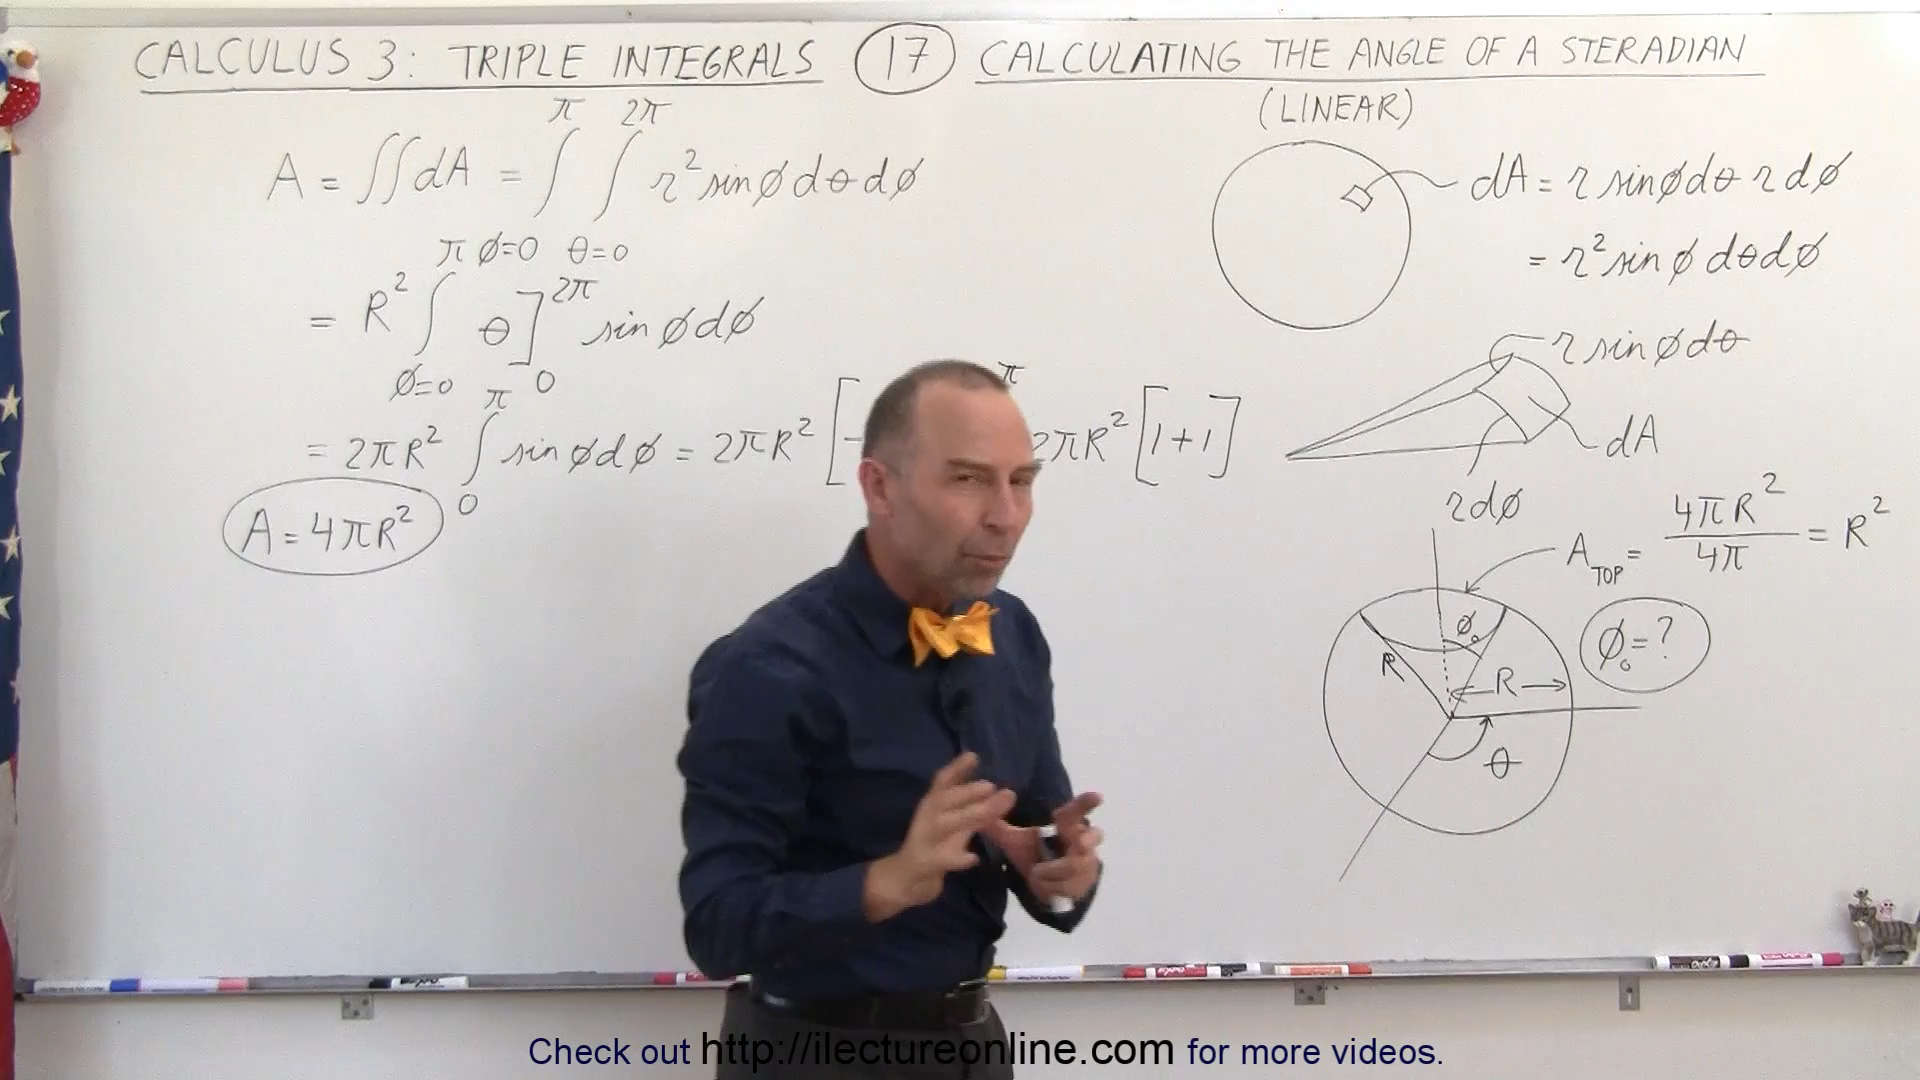 CALCULUS 3: TRIPLE INTEGRALS (17) CALCULATING THE ANGLE OF A STERADIAN
(LINEAR)
A = ∫∫ dA = ∫_{φ=0}^{π} ∫_{θ=0}^{2π} r² sinφ dθ dφ
= R² ∫_{φ=0}^{π} θ]_{0}^{2π} sin φ dφ
= 2πR² ∫_{0}^{π} sin φ dφ = 2πR² [- π 2πR² [1+1]
A = 4πR²
dA = r sinφ dθ r dφ
= r² sin φ dθ dφ
r sinφ dθ
dA
r dφ
A_TOP = 4πR² / 4π = R²
φ₀
φ₀ = ?
R
R
θ
Check out http://ilectureonline.com for more videos.